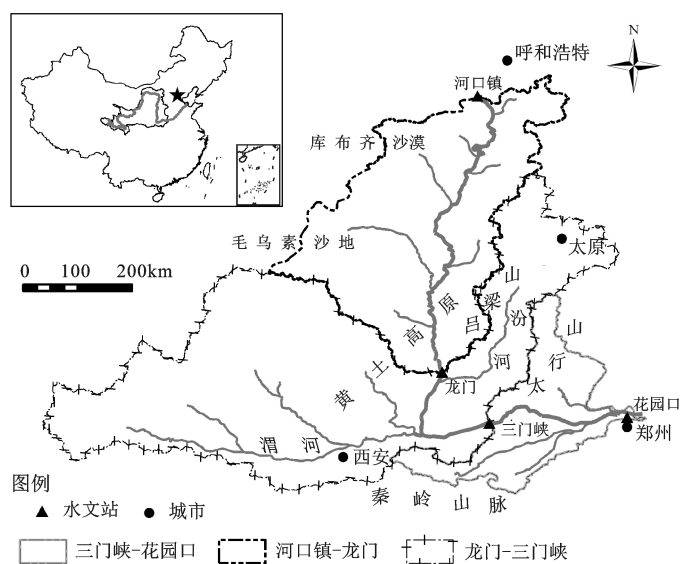 N
呼和浩特
河口镇
库布齐沙漠
毛乌素沙地
太原
0 100 200km
吕梁山
黄土高原
汾河
太行山
龙门
花园口
三门峡
郑州
渭河
西安
秦岭山脉
图例
水文站 城市
三门峡-花园口 河口镇-龙门 龙门-三门峡